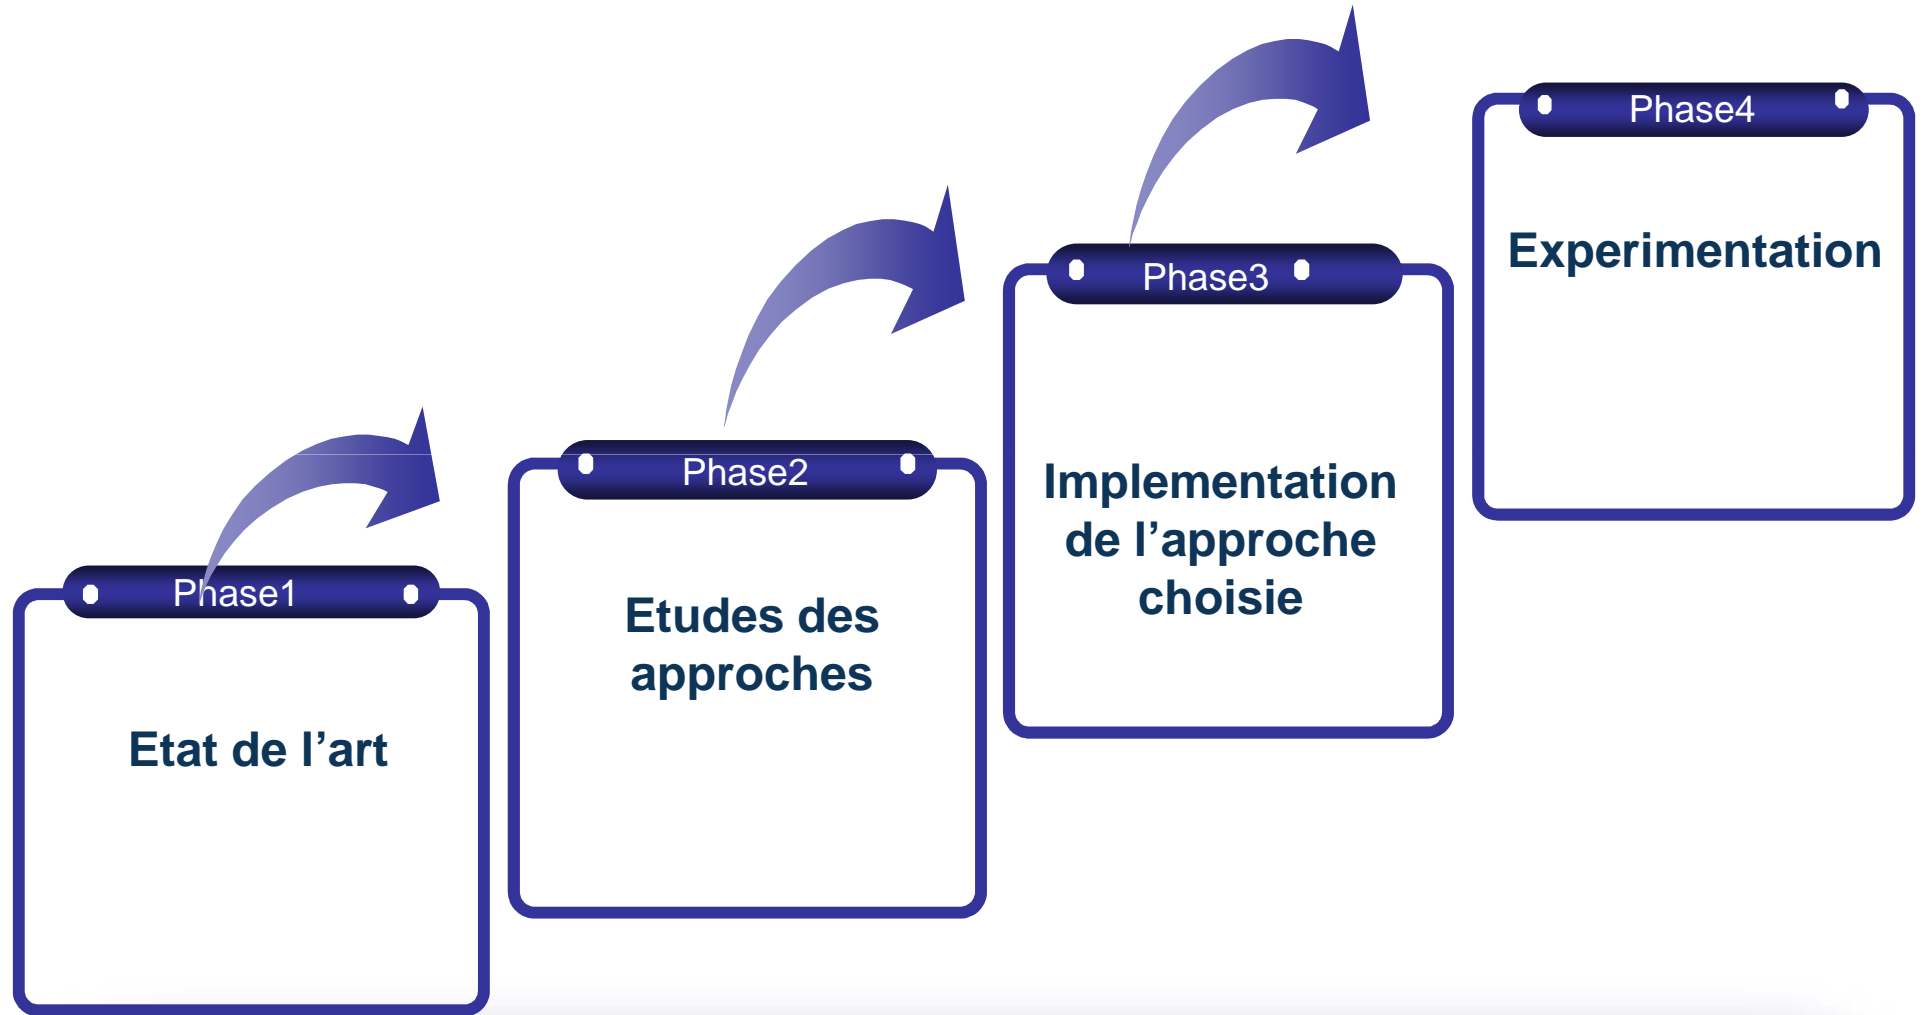 Phase1
Etat de l’art
Phase2
Etudes des
approches
Phase3
Implementation
de l’approche
choisie
Phase4
Experimentation